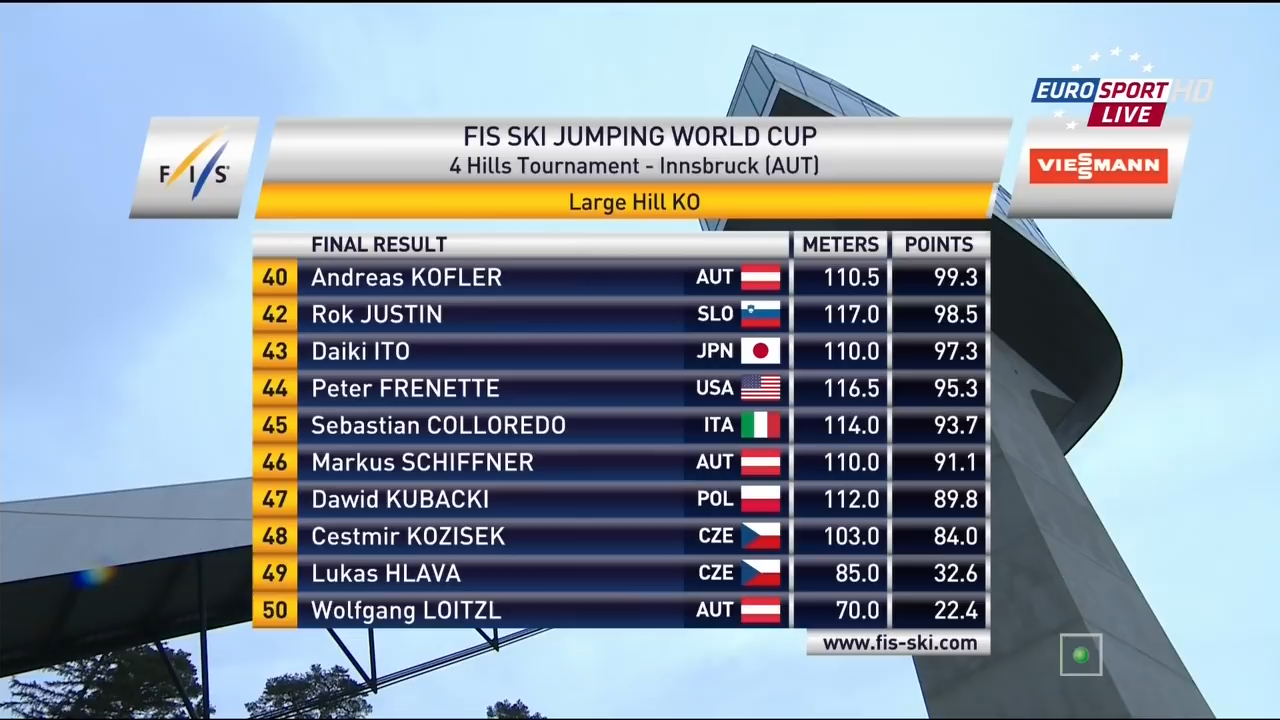 EUROSPORT HD
LIVE
FIS
FIS SKI JUMPING WORLD CUP
4 Hills Tournament - Innsbruck (AUT)
Large Hill KO
VIESSMANN
FINAL RESULT METERS POINTS
40 Andreas KOFLER AUT 110.5 99.3
42 Rok JUSTIN SLO 117.0 98.5
43 Daiki ITO JPN 110.0 97.3
44 Peter FRENETTE USA 116.5 95.3
45 Sebastian COLLOREDO ITA 114.0 93.7
46 Markus SCHIFFNER AUT 110.0 91.1
47 Dawid KUBACKI POL 112.0 89.8
48 Cestmir KOZISEK CZE 103.0 84.0
49 Lukas HLAVA CZE 85.0 32.6
50 Wolfgang LOITZL AUT 70.0 22.4
www.fis-ski.com